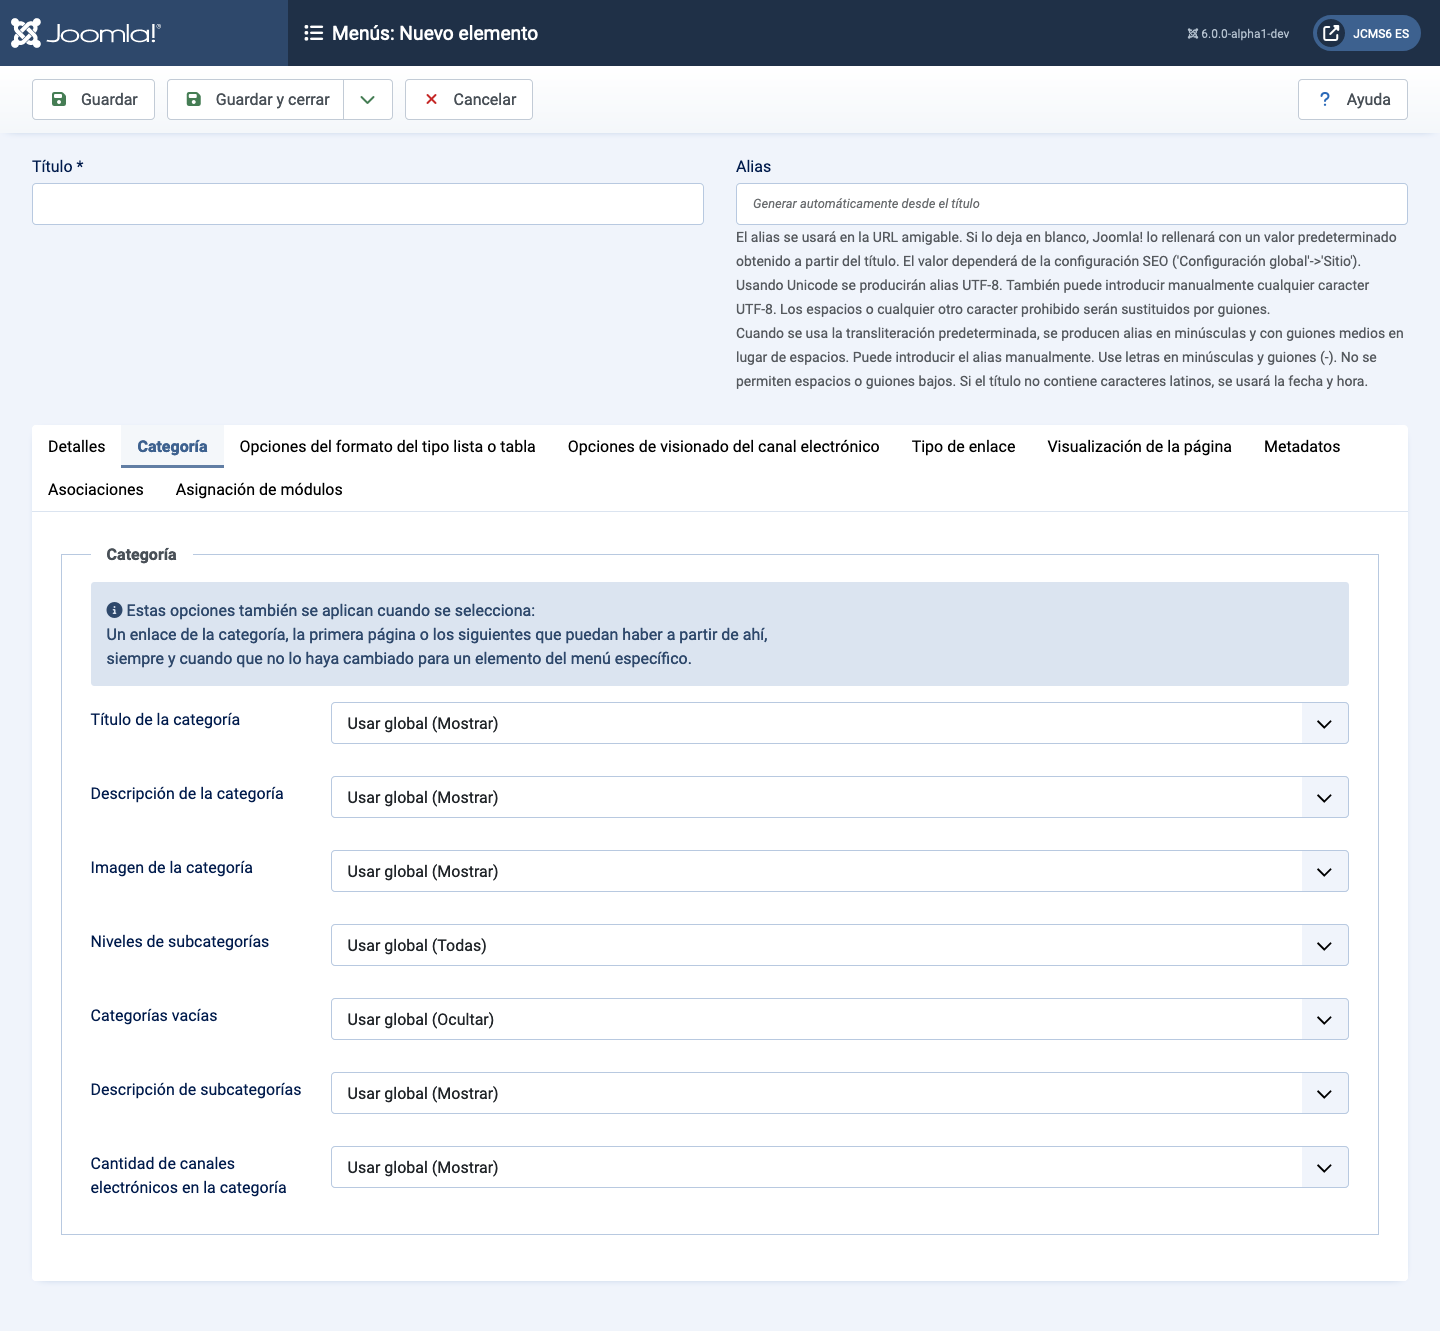 Joomla!®
Menús: Nuevo elemento
6.0.0-alpha1-dev
JCMS6 ES
Guardar
Guardar y cerrar
Cancelar
? Ayuda
Título *
Alias
Generar automáticamente desde el título
El alias se usará en la URL amigable. Si lo deja en blanco, Joomla! lo rellenará con un valor predeterminado
obtenido a partir del título. El valor dependerá de la configuración SEO ('Configuración global'->'Sitio').
Usando Unicode se producirán alias UTF-8. También puede introducir manualmente cualquier caracter
UTF-8. Los espacios o cualquier otro caracter prohibido serán sustituidos por guiones.
Cuando se usa la transliteración predeterminada, se producen alias en minúsculas y con guiones medios en
lugar de espacios. Puede introducir el alias manualmente. Use letras en minúsculas y guiones (-). No se
permiten espacios o guiones bajos. Si el título no contiene caracteres latinos, se usará la fecha y hora.
Detalles
Categoría
Opciones del formato del tipo lista o tabla
Opciones de visionado del canal electrónico
Tipo de enlace
Visualización de la página
Metadatos
Asociaciones
Asignación de módulos
Categoría
Estas opciones también se aplican cuando se selecciona:
Un enlace de la categoría, la primera página o los siguientes que puedan haber a partir de ahí,
siempre y cuando que no lo haya cambiado para un elemento del menú específico.
Título de la categoría
Usar global (Mostrar)
Descripción de la categoría
Usar global (Mostrar)
Imagen de la categoría
Usar global (Mostrar)
Niveles de subcategorías
Usar global (Todas)
Categorías vacías
Usar global (Ocultar)
Descripción de subcategorías
Usar global (Mostrar)
Cantidad de canales
electrónicos en la categoría
Usar global (Mostrar)